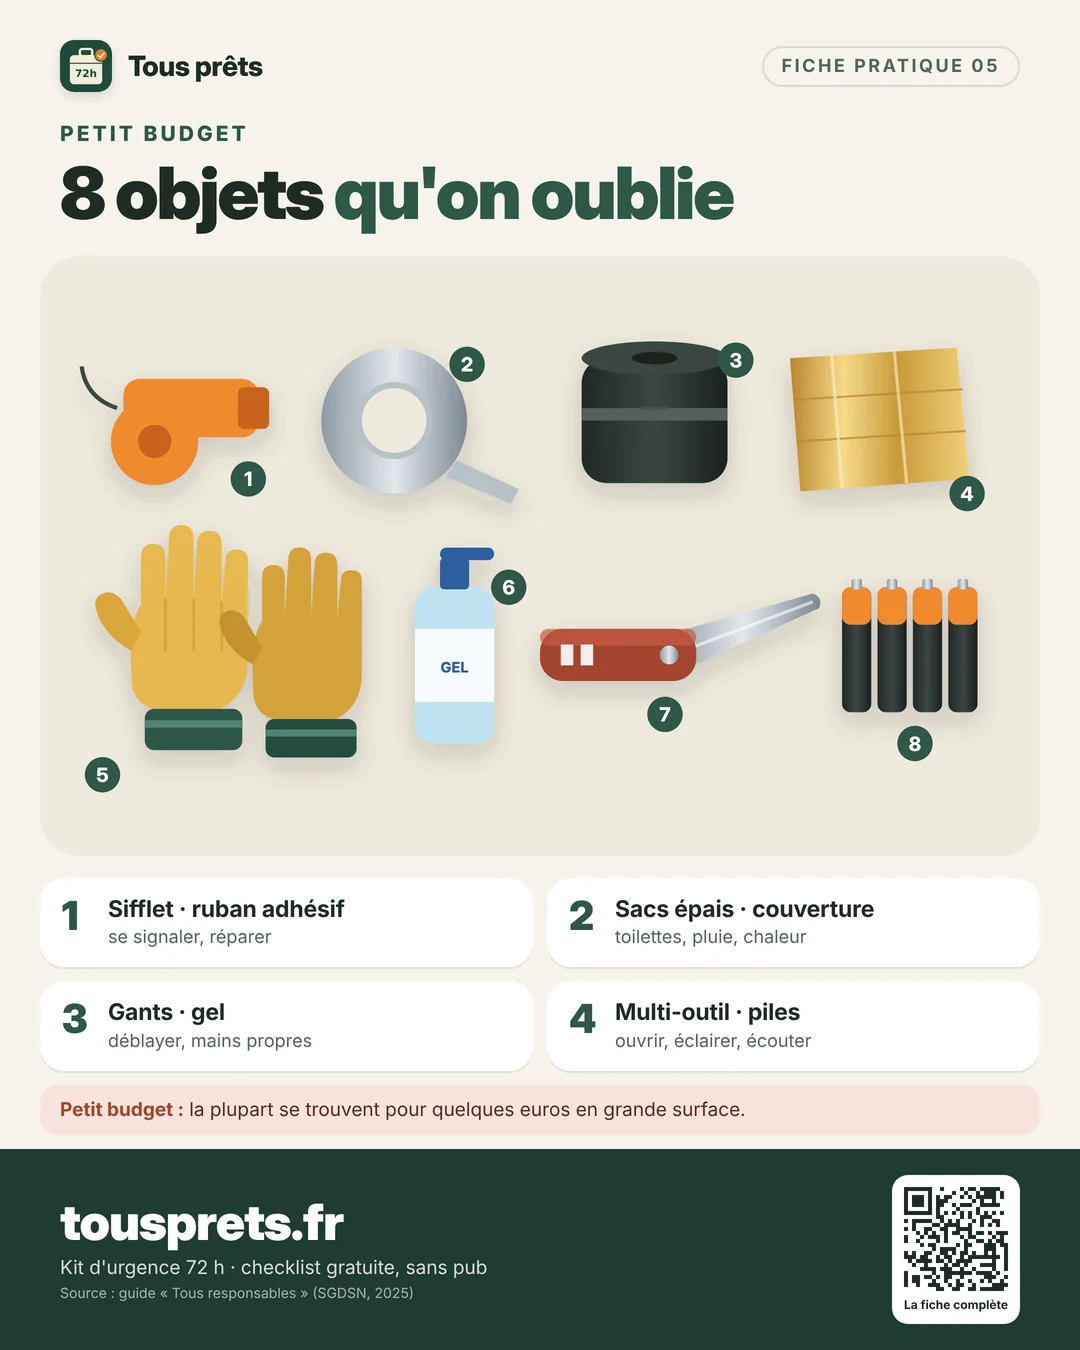 72h
Tous prêts
FICHE PRATIQUE 05
PETIT BUDGET
8 objets qu'on oublie
1
2
3
4
5
6
GEL
7
8
1
Sifflet · ruban adhésif
se signaler, réparer
2
Sacs épais · couverture
toilettes, pluie, chaleur
3
Gants · gel
déblayer, mains propres
4
Multi-outil · piles
ouvrir, éclairer, écouter
Petit budget : la plupart se trouvent pour quelques euros en grande surface.
tousprets.fr
Kit d'urgence 72 h · checklist gratuite, sans pub
Source : guide « Tous responsables » (SGDSN, 2025)
La fiche complète